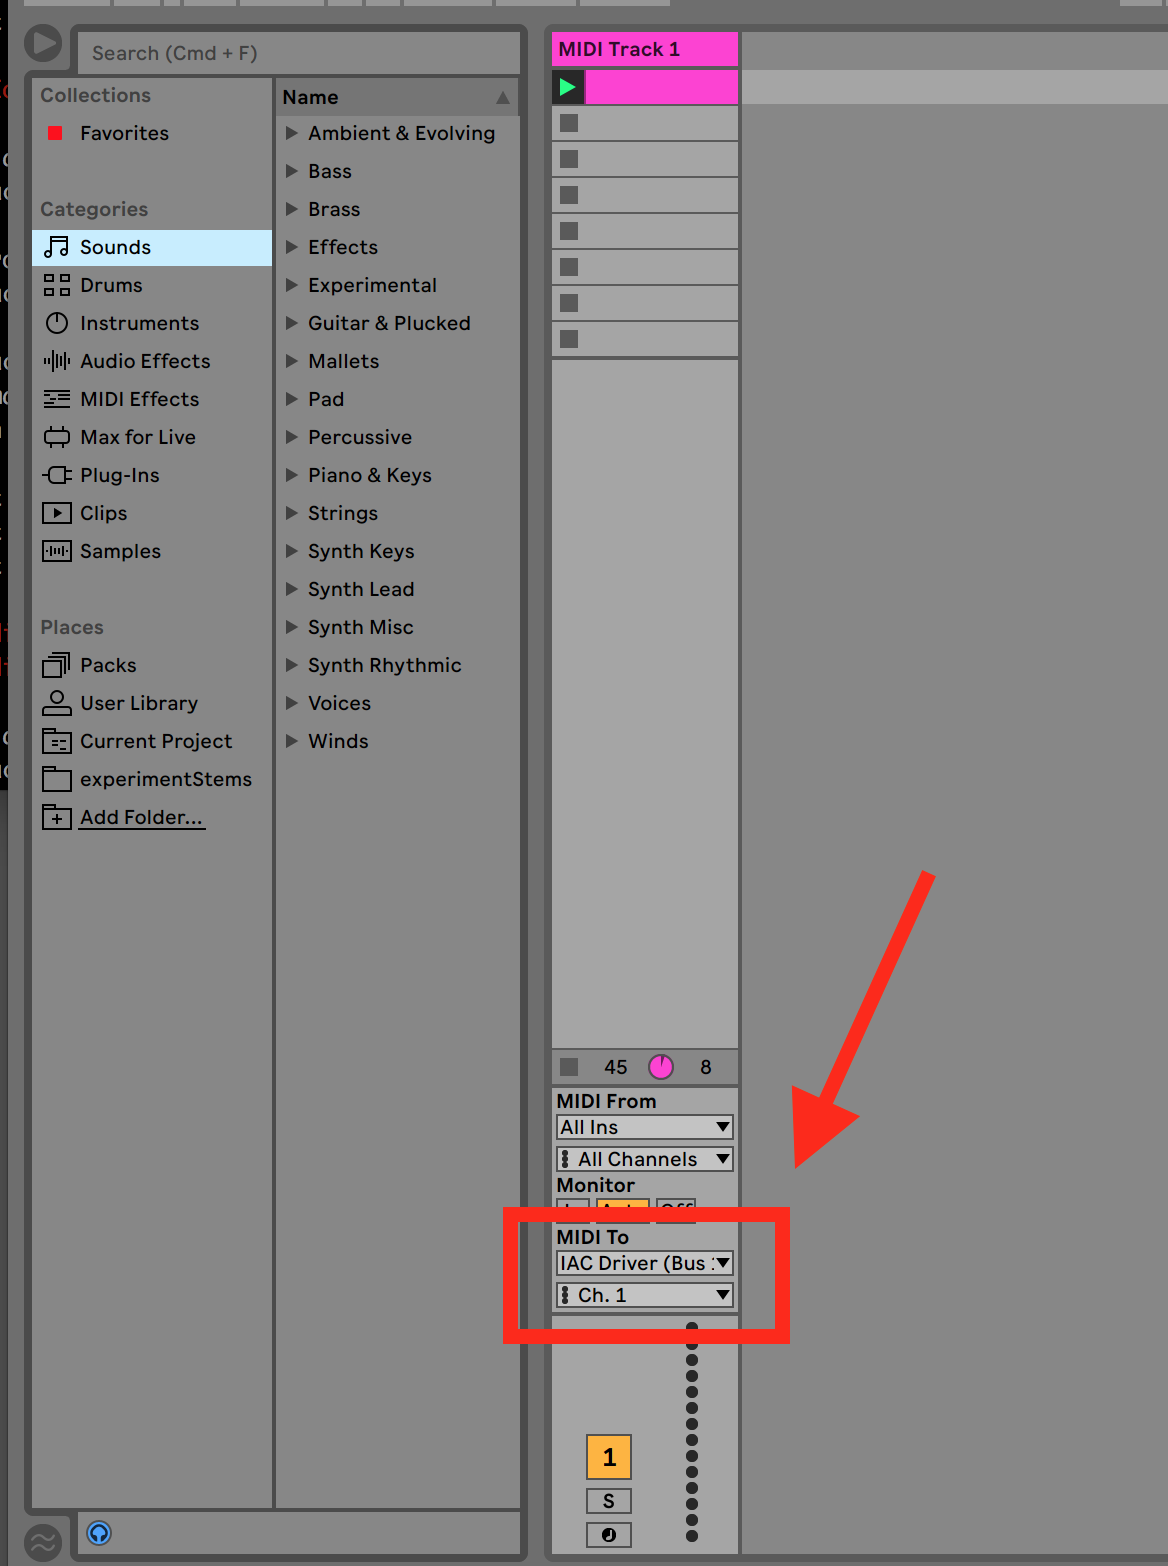 Search (Cmd + F)
Collections
Favorites
Categories
Sounds
Drums
Instruments
Audio Effects
MIDI Effects
Max for Live
Plug-Ins
Clips
Samples
Places
Packs
User Library
Current Project
experimentStems
Add Folder...
Name
Ambient & Evolving
Bass
Brass
Effects
Experimental
Guitar & Plucked
Mallets
Pad
Percussive
Piano & Keys
Strings
Synth Keys
Synth Lead
Synth Misc
Synth Rhythmic
Voices
Winds
MIDI Track 1
45 8
MIDI From
All Ins
All Channels
Monitor
Off
MIDI To
IAC Driver (Bus
Ch. 1
1
S